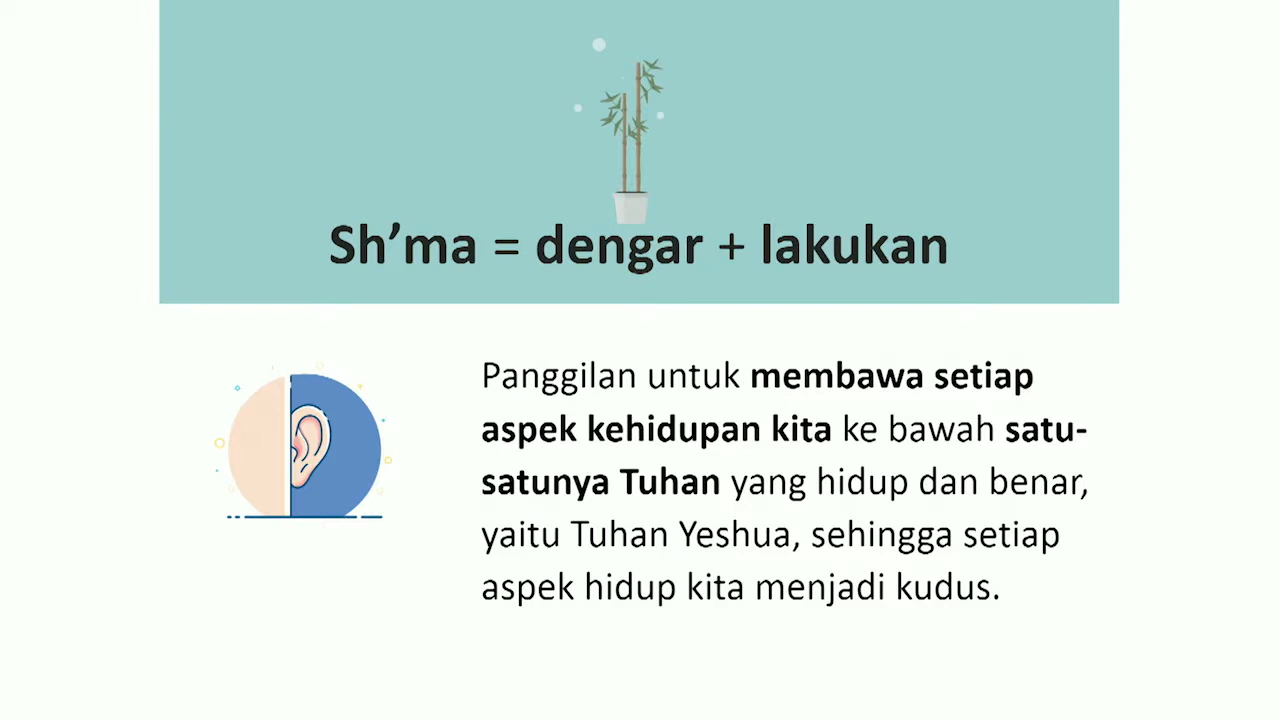 Sh’ma = dengar + lakukan
Panggilan untuk membawa setiap
aspek kehidupan kita ke bawah satu-
satunya Tuhan yang hidup dan benar,
yaitu Tuhan Yeshua, sehingga setiap
aspek hidup kita menjadi kudus.